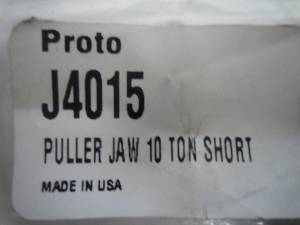 Proto
J4015
PULLER JAW 10 TON SHORT
MADE IN USA